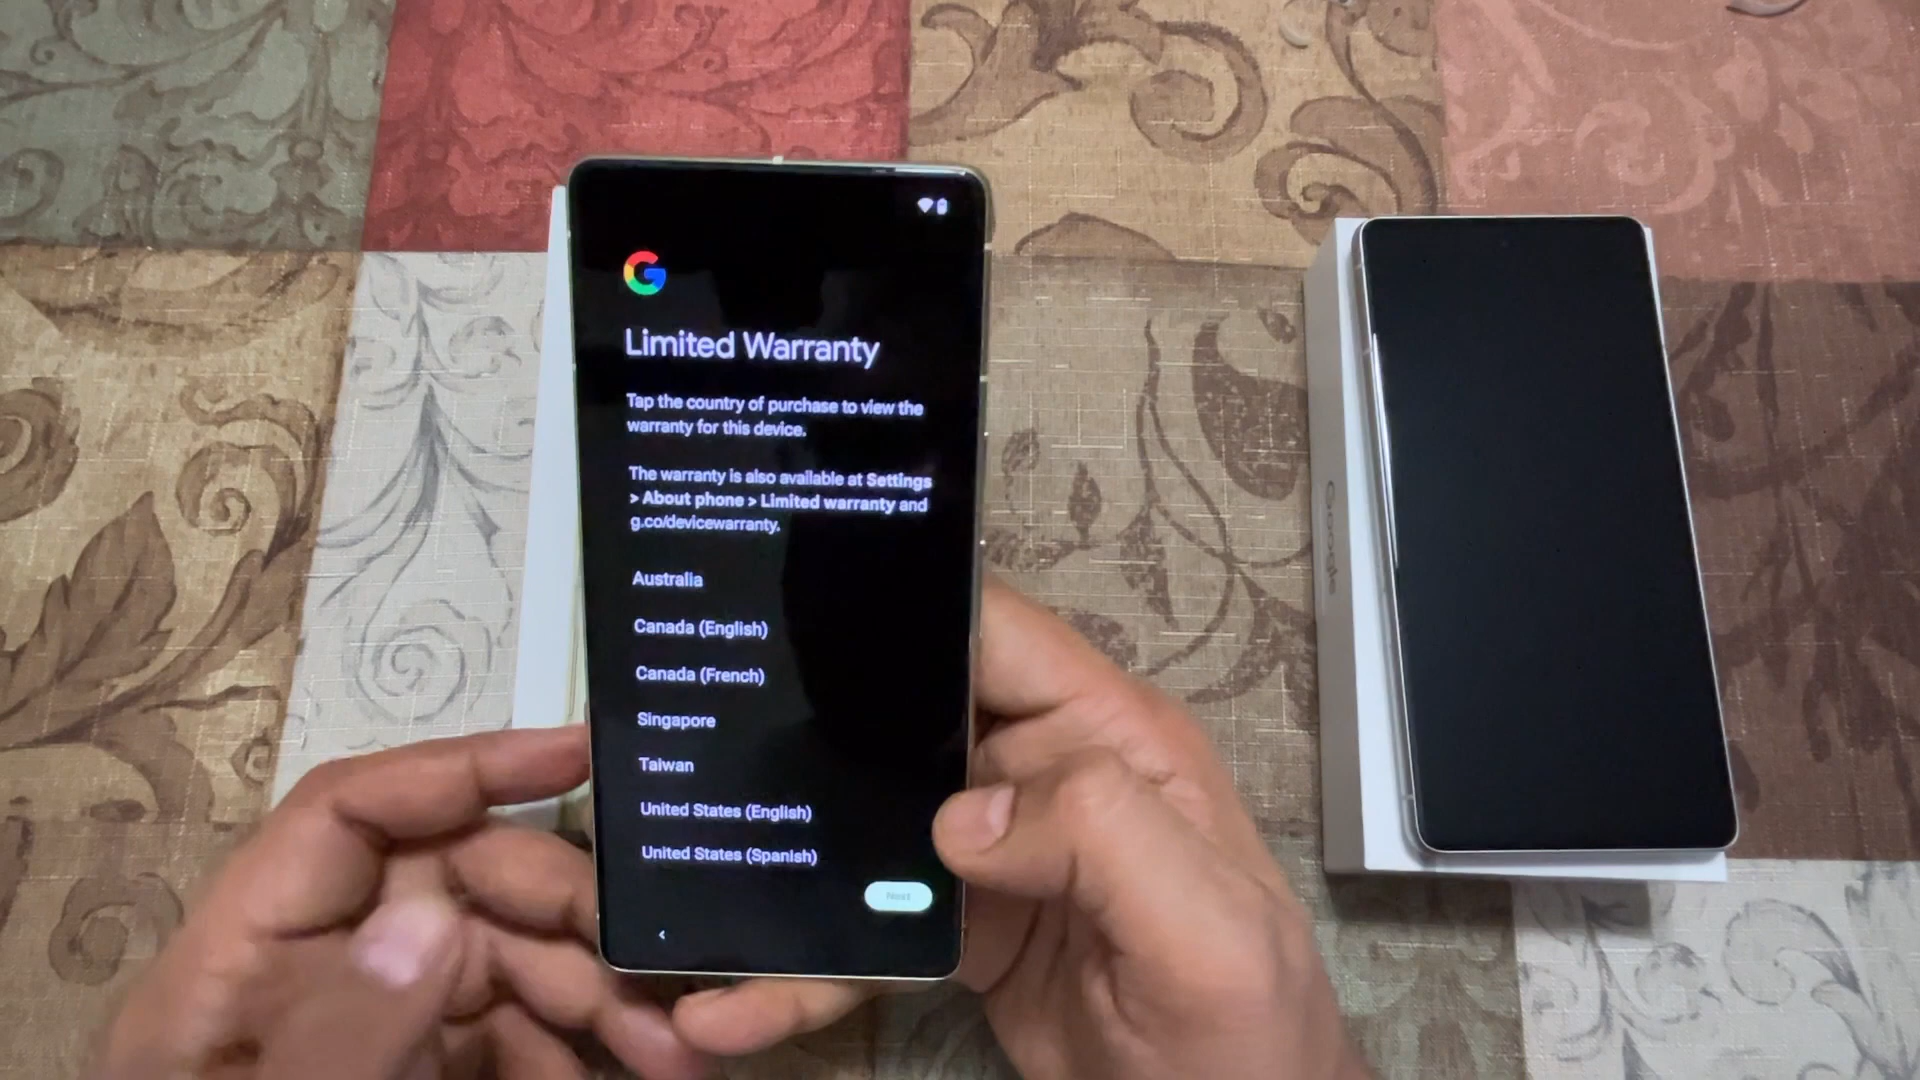 G
Limited Warranty
Tap the country of purchase to view the
warranty for this device.
The warranty is also available at Settings
> About phone > Limited warranty and
g.co/devicewarranty.
Australia
Canada (English)
Canada (French)
Singapore
Taiwan
United States (English)
United States (Spanish)
Next
Google